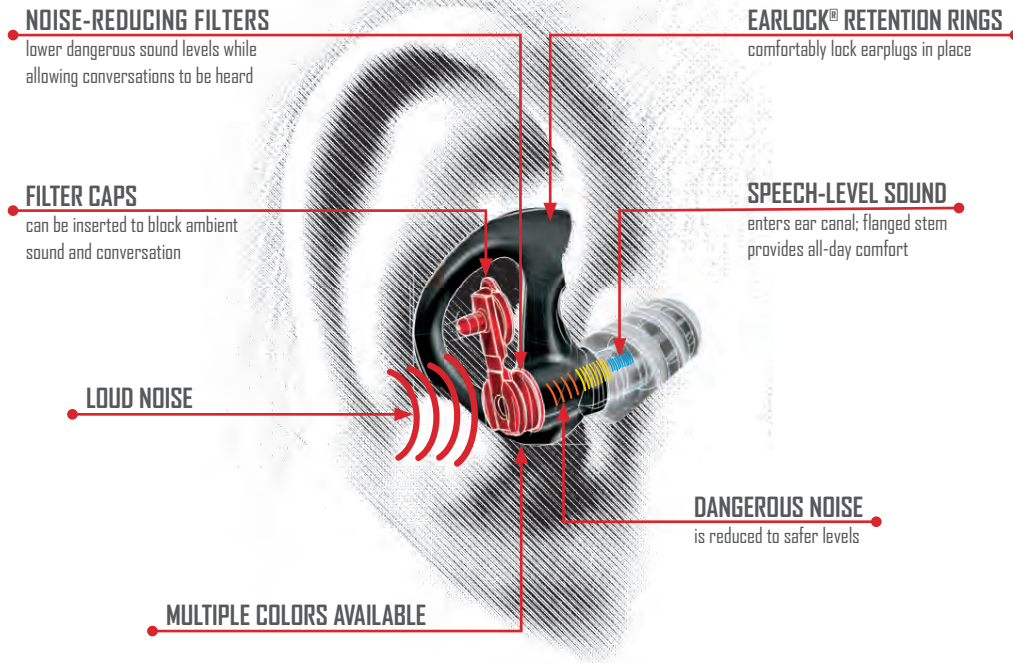 NOISE-REDUCING FILTERS
lower dangerous sound levels while
allowing conversations to be heard
EARLOCK® RETENTION RINGS
comfortably lock earplugs in place
FILTER CAPS
can be inserted to block ambient
sound and conversation
SPEECH-LEVEL SOUND
enters ear canal; flanged stem
provides all-day comfort
LOUD NOISE
DANGEROUS NOISE
is reduced to safer levels
MULTIPLE COLORS AVAILABLE